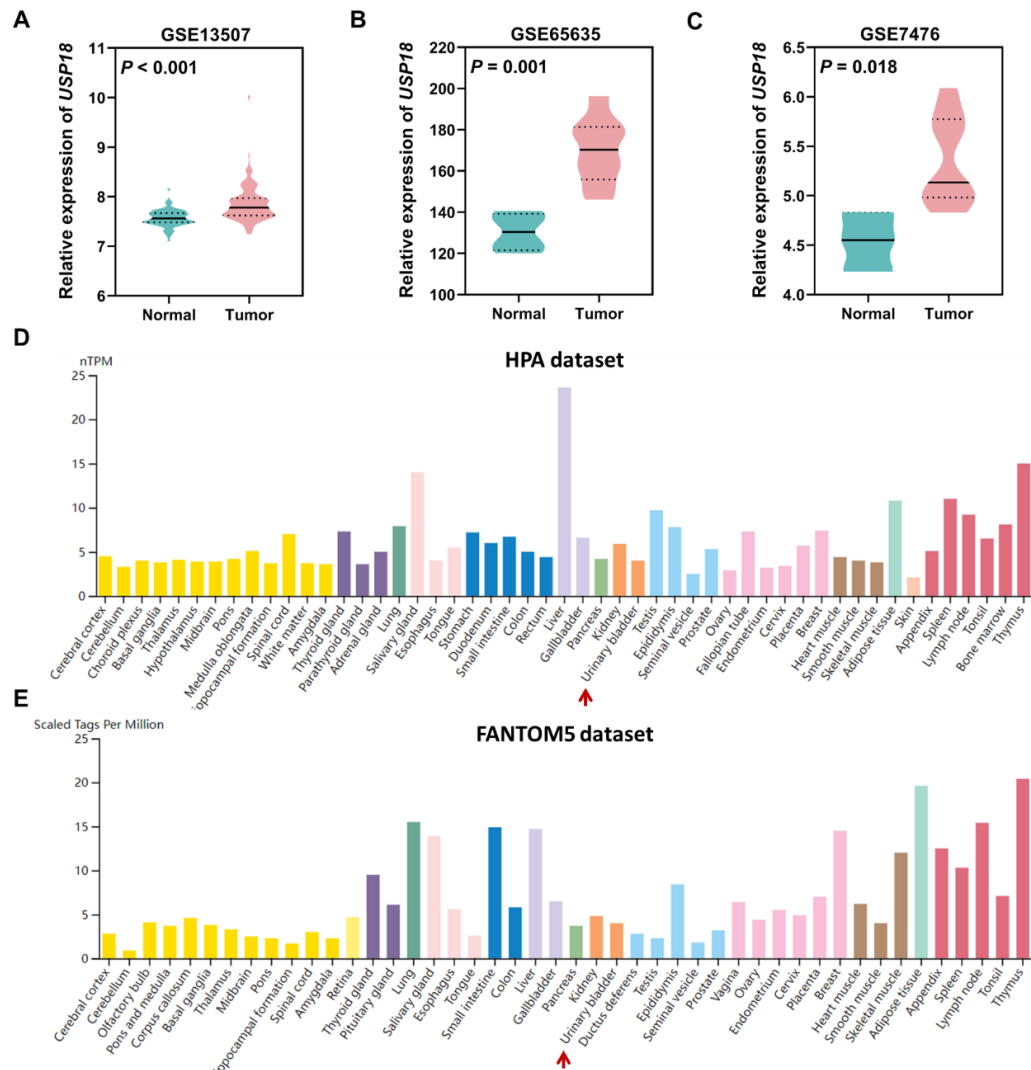 A
GSE13507
P < 0.001
Relative expression of USP18
11
10
9
8
7
6
Normal
Tumor
B
GSE65635
P = 0.001
Relative expression of USP18
220
200
180
160
140
120
100
Normal
Tumor
C
GSE7476
P = 0.018
Relative expression of USP18
6.5
6.0
5.5
5.0
4.5
4.0
Normal
Tumor
D
nTPM
HPA dataset
25
20
15
10
5
0
Cerebral cortex
Cerebellum
Choroid plexus
Basal ganglia
Thalamus
Hypothalamus
Midbrain
Pons
Medulla oblongata
ippocampal formation
Spinal cord
White matter
Amygdala
Thyroid gland
Parathyroid gland
Adrenal gland
Lung
Salivary gland
Esophagus
Tongue
Stomach
Duodenum
Small intestine
Colon
Rectum
Liver
Gallbladder
Pancreas
Kidney
Urinary bladder
Testis
Epididymis
Seminal vesicle
Prostate
Ovary
Fallopian tube
Endometrium
Cervix
Placenta
Breast
Heart muscle
Smooth muscle
Skeletal muscle
Adipose tissue
Skin
Appendix
Spleen
Lymph node
Tonsil
Bone marrow
Thymus
E
Scaled Tags Per Million
FANTOM5 dataset
25
20
15
10
5
0
Cerebral cortex
Cerebellum
Olfactory bulb
Pons and medulla
Corpus callosum
Basal ganglia
Thalamus
Midbrain
Pons
ippocampal formation
Spinal cord
Amygdala
Retina
Thyroid gland
Pituitary gland
Lung
Salivary gland
Esophagus
Tongue
Small intestine
Colon
Liver
Gallbladder
Pancreas
Kidney
Urinary bladder
Ductus deferens
Testis
Epididymis
Seminal vesicle
Prostate
Vagina
Ovary
Endometrium
Cervix
Placenta
Breast
Heart muscle
Smooth muscle
Skeletal muscle
Adipose tissue
Appendix
Spleen
Lymph node
Tonsil
Thymus